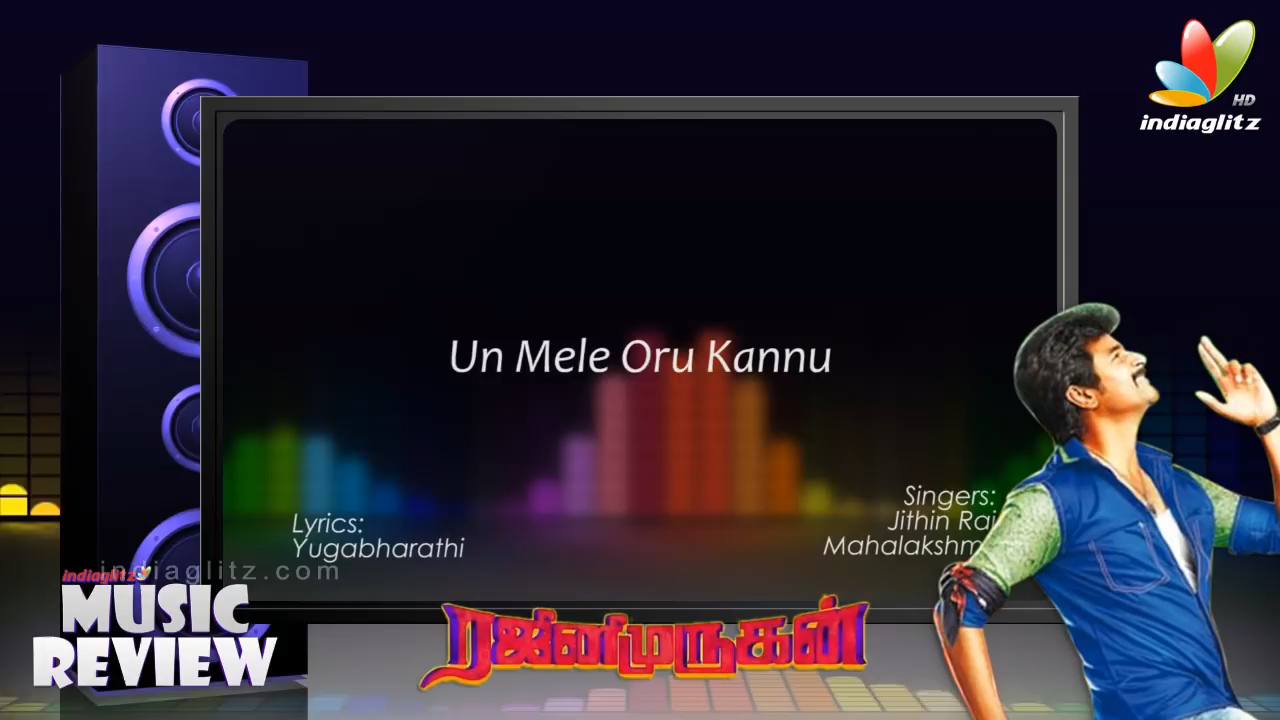 HD
indiaglitz
Un Mele Oru Kannu
Singers:
Lyrics:
Jithin Raj
Yugabharathi
indiaglitz.com
indiaglitz
MUSIC
REVIEW
ரஜினிமுருகன்